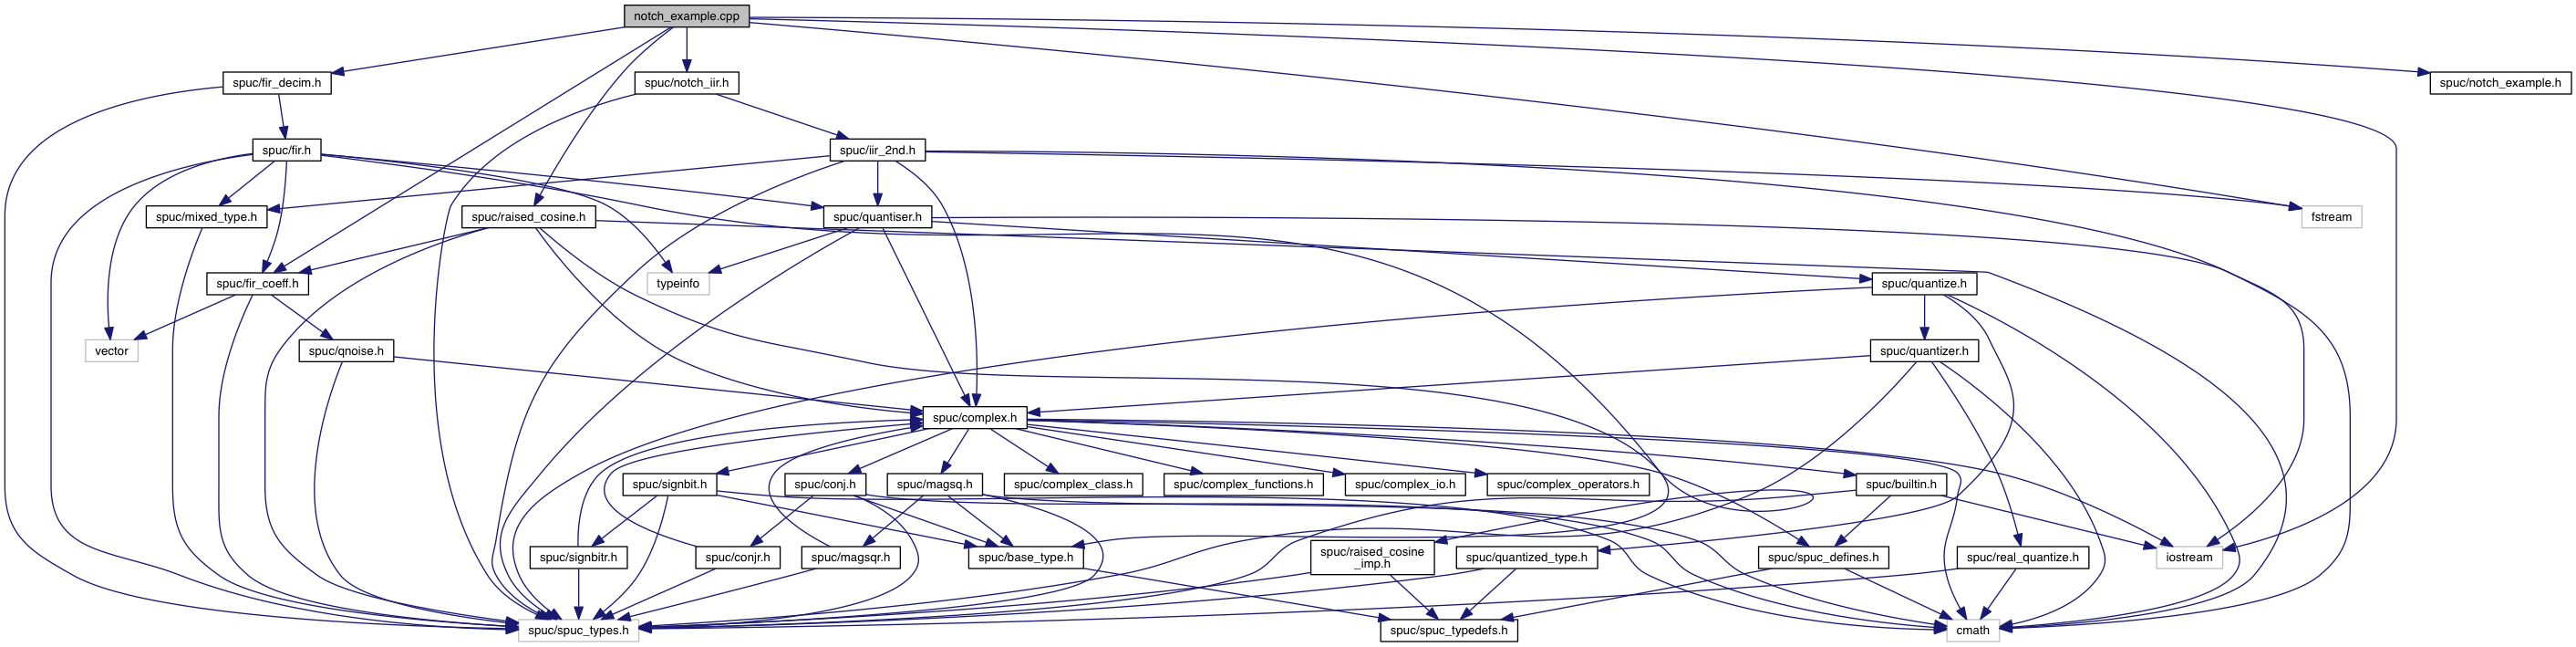 notch_example.cpp
spuc/fir_decim.h
spuc/notch_iir.h
spuc/notch_example.h
spuc/fir.h
spuc/iir_2nd.h
spuc/mixed_type.h
spuc/raised_cosine.h
spuc/quantiser.h
fstream
spuc/fir_coeff.h
typeinfo
spuc/quantize.h
vector
spuc/qnoise.h
spuc/quantizer.h
spuc/complex.h
spuc/signbit.h
spuc/conj.h
spuc/magsq.h
spuc/complex_class.h
spuc/complex_functions.h
spuc/complex_io.h
spuc/complex_operators.h
spuc/builtin.h
spuc/signbitr.h
spuc/conjr.h
spuc/magsqr.h
spuc/base_type.h
spuc/raised_cosine
_imp.h
spuc/quantized_type.h
spuc/spuc_defines.h
spuc/real_quantize.h
iostream
spuc/spuc_types.h
spuc/spuc_typedefs.h
cmath